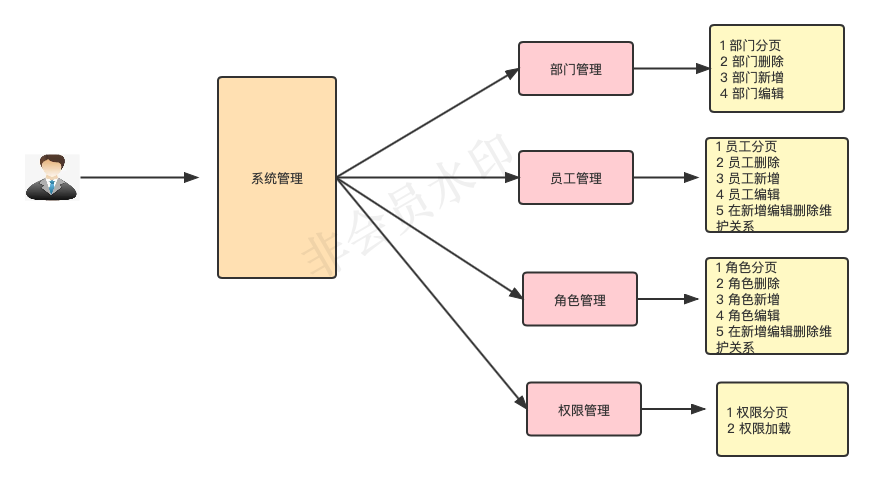 系统管理
部门管理
1 部门分页
2 部门删除
3 部门新增
4 部门编辑
员工管理
1 员工分页
2 员工删除
3 员工新增
4 员工编辑
5 在新增编辑删除维
护关系
角色管理
1 角色分页
2 角色删除
3 角色新增
4 角色编辑
5 在新增编辑删除维
护关系
权限管理
1 权限分页
2 权限加载
非会员水印